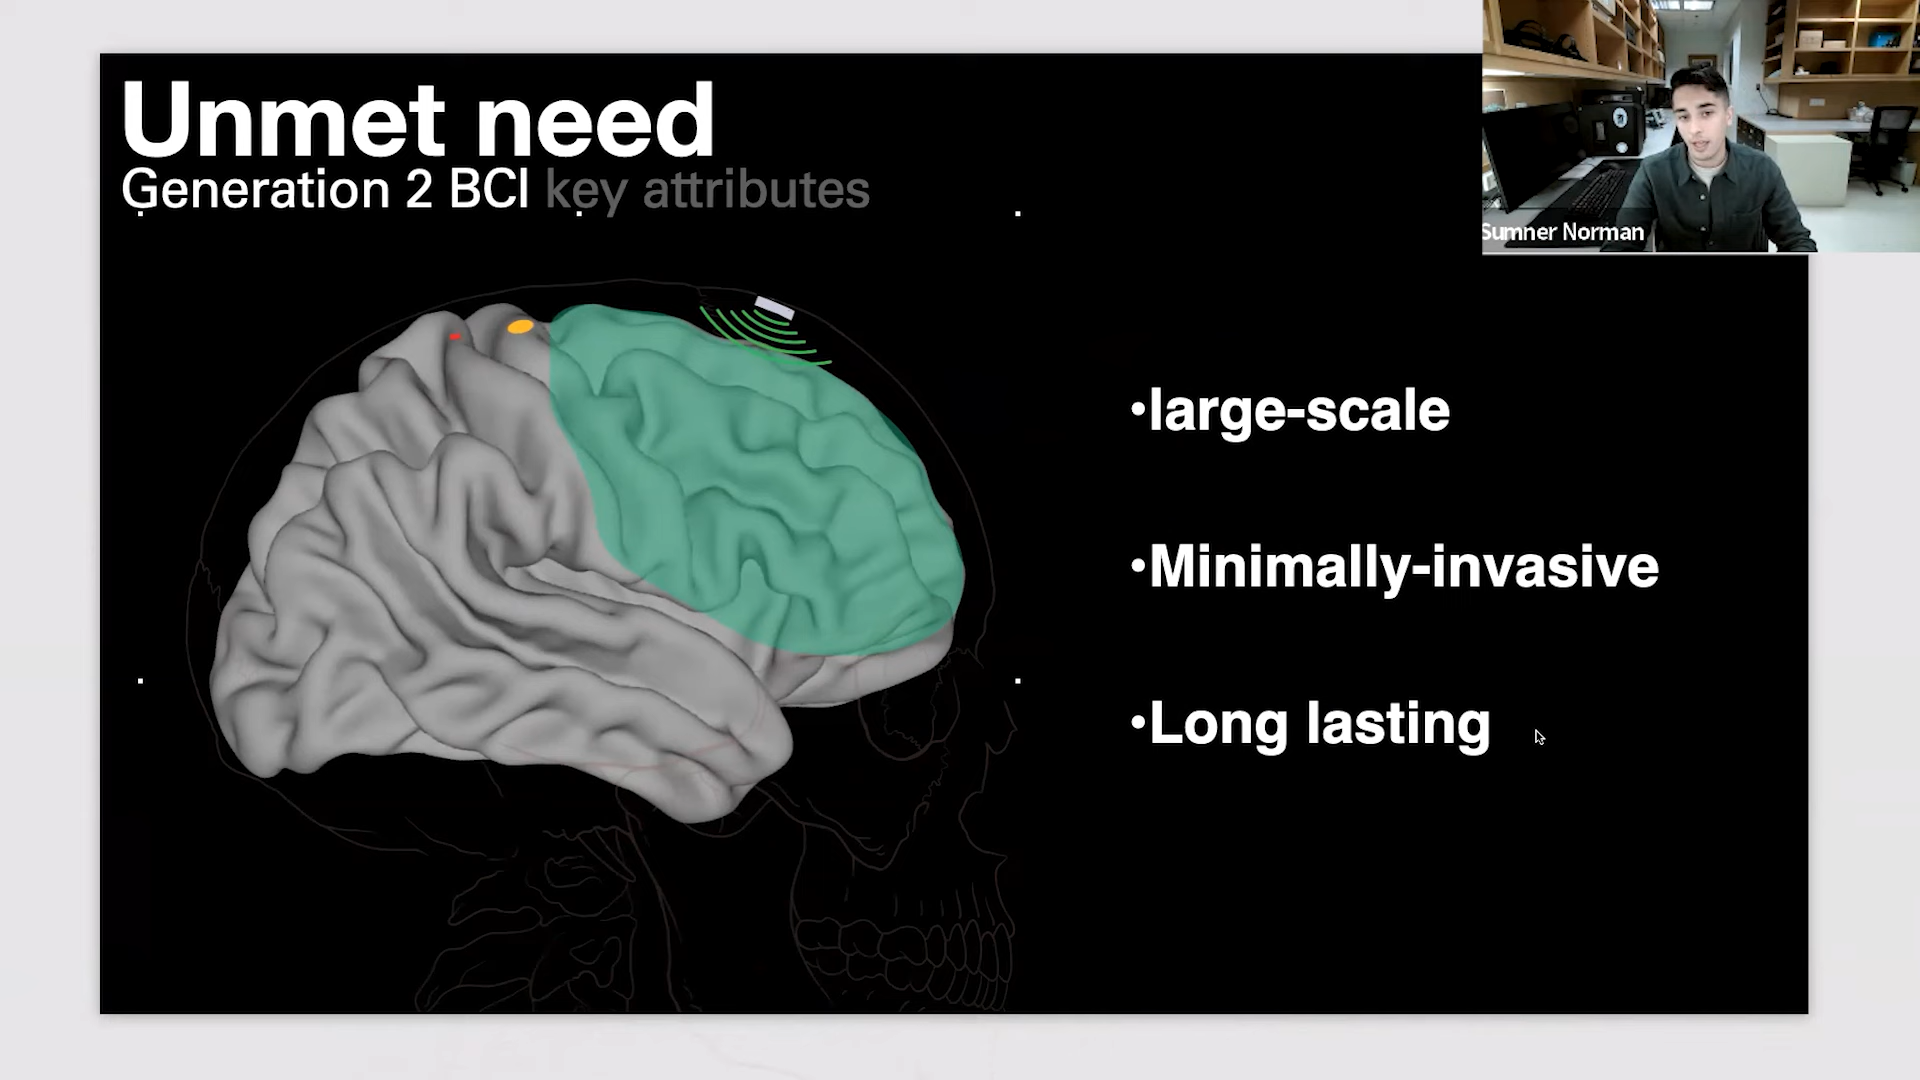 Unmet need
Generation 2 BCI key attributes
Sumner Norman
•large-scale
•Minimally-invasive
•Long lasting